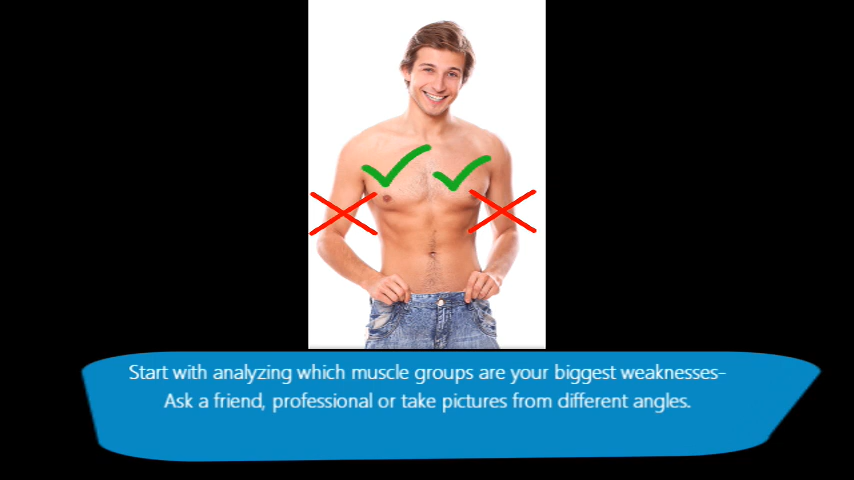 Start with analyzing which muscle groups are your biggest weaknesses-
Ask a friend, professional or take pictures from different angles.